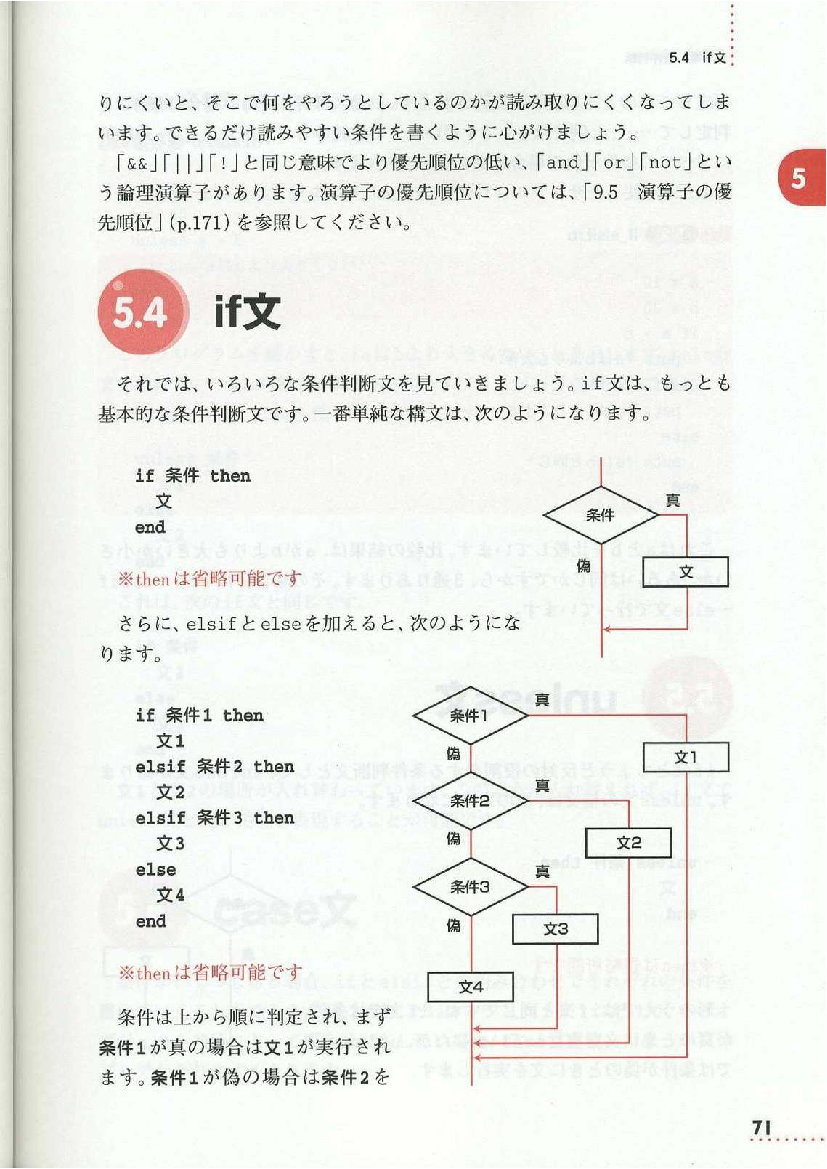 5.4 if文
りにくいと、そこで何をやろうとしているのかが読み取りにくくなってしま
います。できるだけ読みやすい条件を書くように心がけましょう。
「&&」「||」「!」と同じ意味でより優先順位の低い、「and」「or」「not」とい
う論理演算子があります。演算子の優先順位については、「9.5 演算子の優
先順位」(p.171)を参照してください。
5
5.4 if文
それでは、いろいろな条件判断文を見ていきましょう。if文は、もっとも
基本的な条件判断文です。一番単純な構文は、次のようになります。
if 条件 then
文
end
※thenは省略可能です
条件
真
偽
文
さらに、elsifとelseを加えると、次のようにな
ります。
if 条件1 then
文1
elsif 条件2 then
文2
elsif 条件3 then
文3
else
文4
end
※thenは省略可能です
条件1
真
偽
文1
条件2
真
偽
文2
条件3
真
偽
文3
文4
条件は上から順に判定され、まず
条件1が真の場合は文1が実行され
ます。条件1が偽の場合は条件2を
71